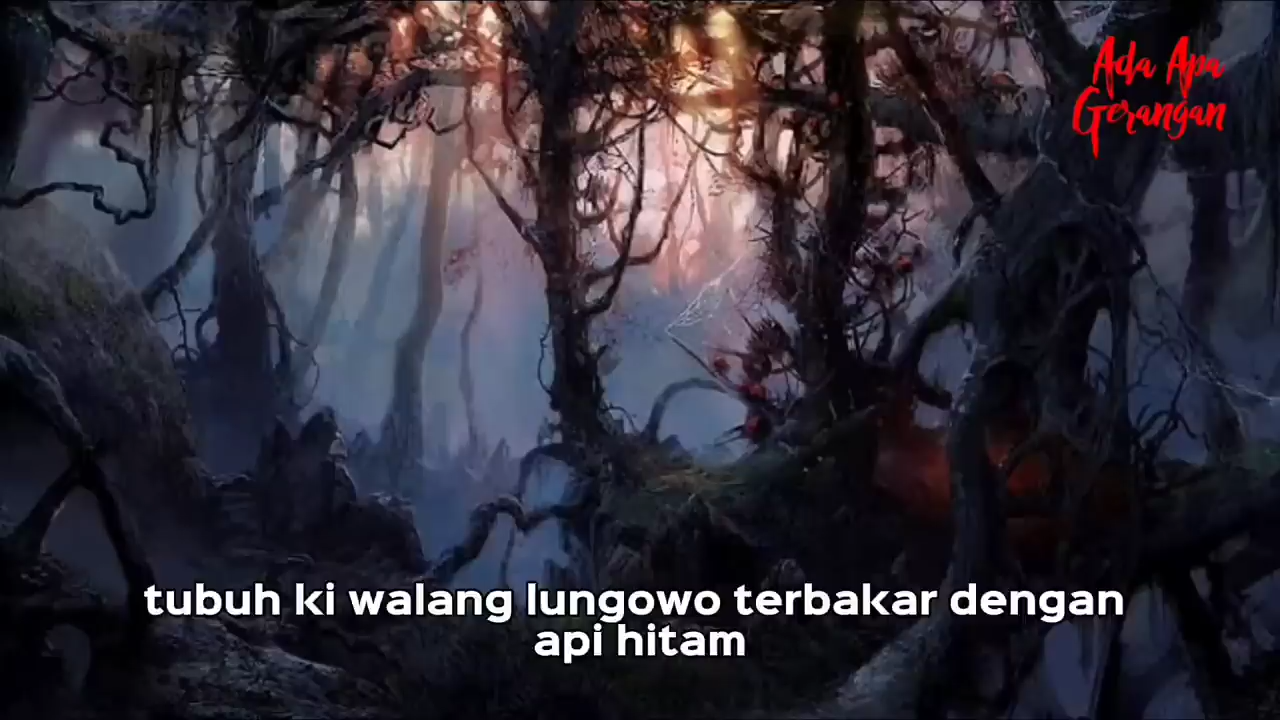 Ada Apa
Gerangan
tubuh ki walang lungowo terbakar dengan
api hitam